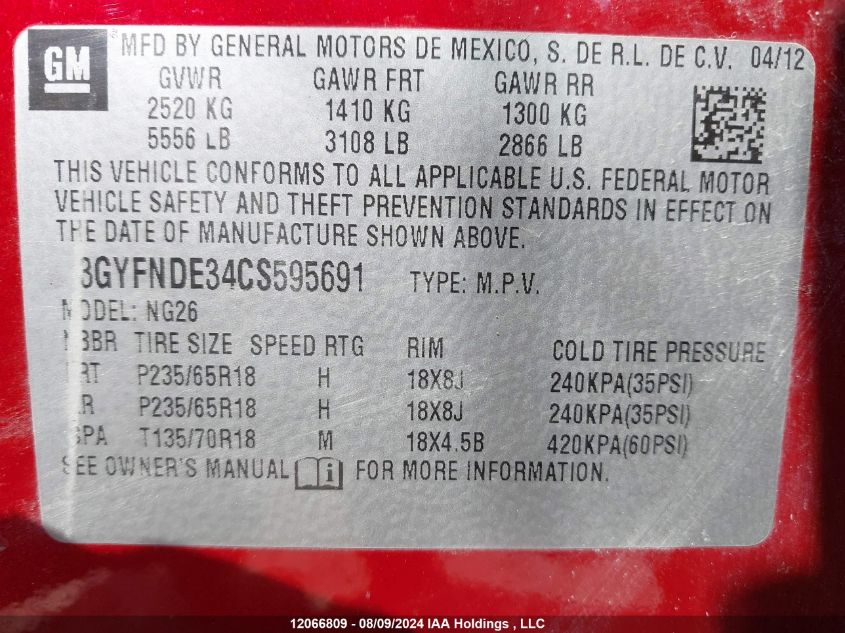 GM
MFD BY GENERAL MOTORS DE MEXICO, S. DE R.L. DE C.V. 04/12
GVWR GAWR FRT GAWR RR
2520 KG 1410 KG 1300 KG
5556 LB 3108 LB 2866 LB
THIS VEHICLE CONFORMS TO ALL APPLICABLE U.S. FEDERAL MOTOR
VEHICLE SAFETY AND THEFT PREVENTION STANDARDS IN EFFECT ON
THE DATE OF MANUFACTURE SHOWN ABOVE.
3GYFNDE34CS595691 TYPE: M.P.V.
MODEL: NG26
TIRE SIZE SPEED RTG RIM COLD TIRE PRESSURE
FRT P235/65R18 H 18X8J 240KPA(35PSI)
RR P235/65R18 H 18X8J 240KPA(35PSI)
SPA T135/70R18 M 18X4.5B 420KPA(60PSI)
SEE OWNER'S MANUAL i FOR MORE INFORMATION.
12066809 - 08/09/2024 IAA Holdings , LLC